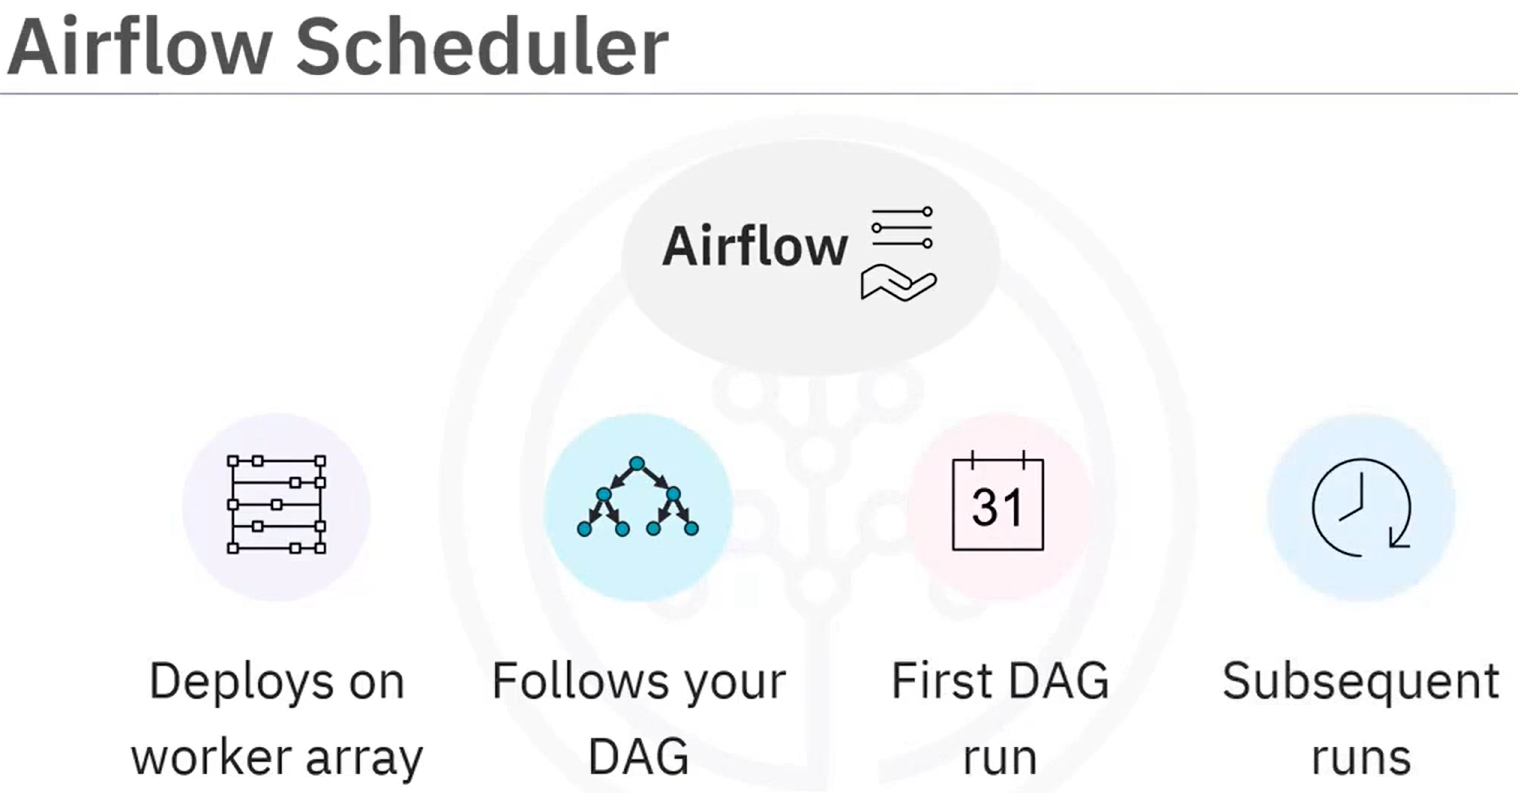 Airflow Scheduler
Airflow
31
Deploys on
worker array
Follows your
DAG
First DAG
run
Subsequent
runs